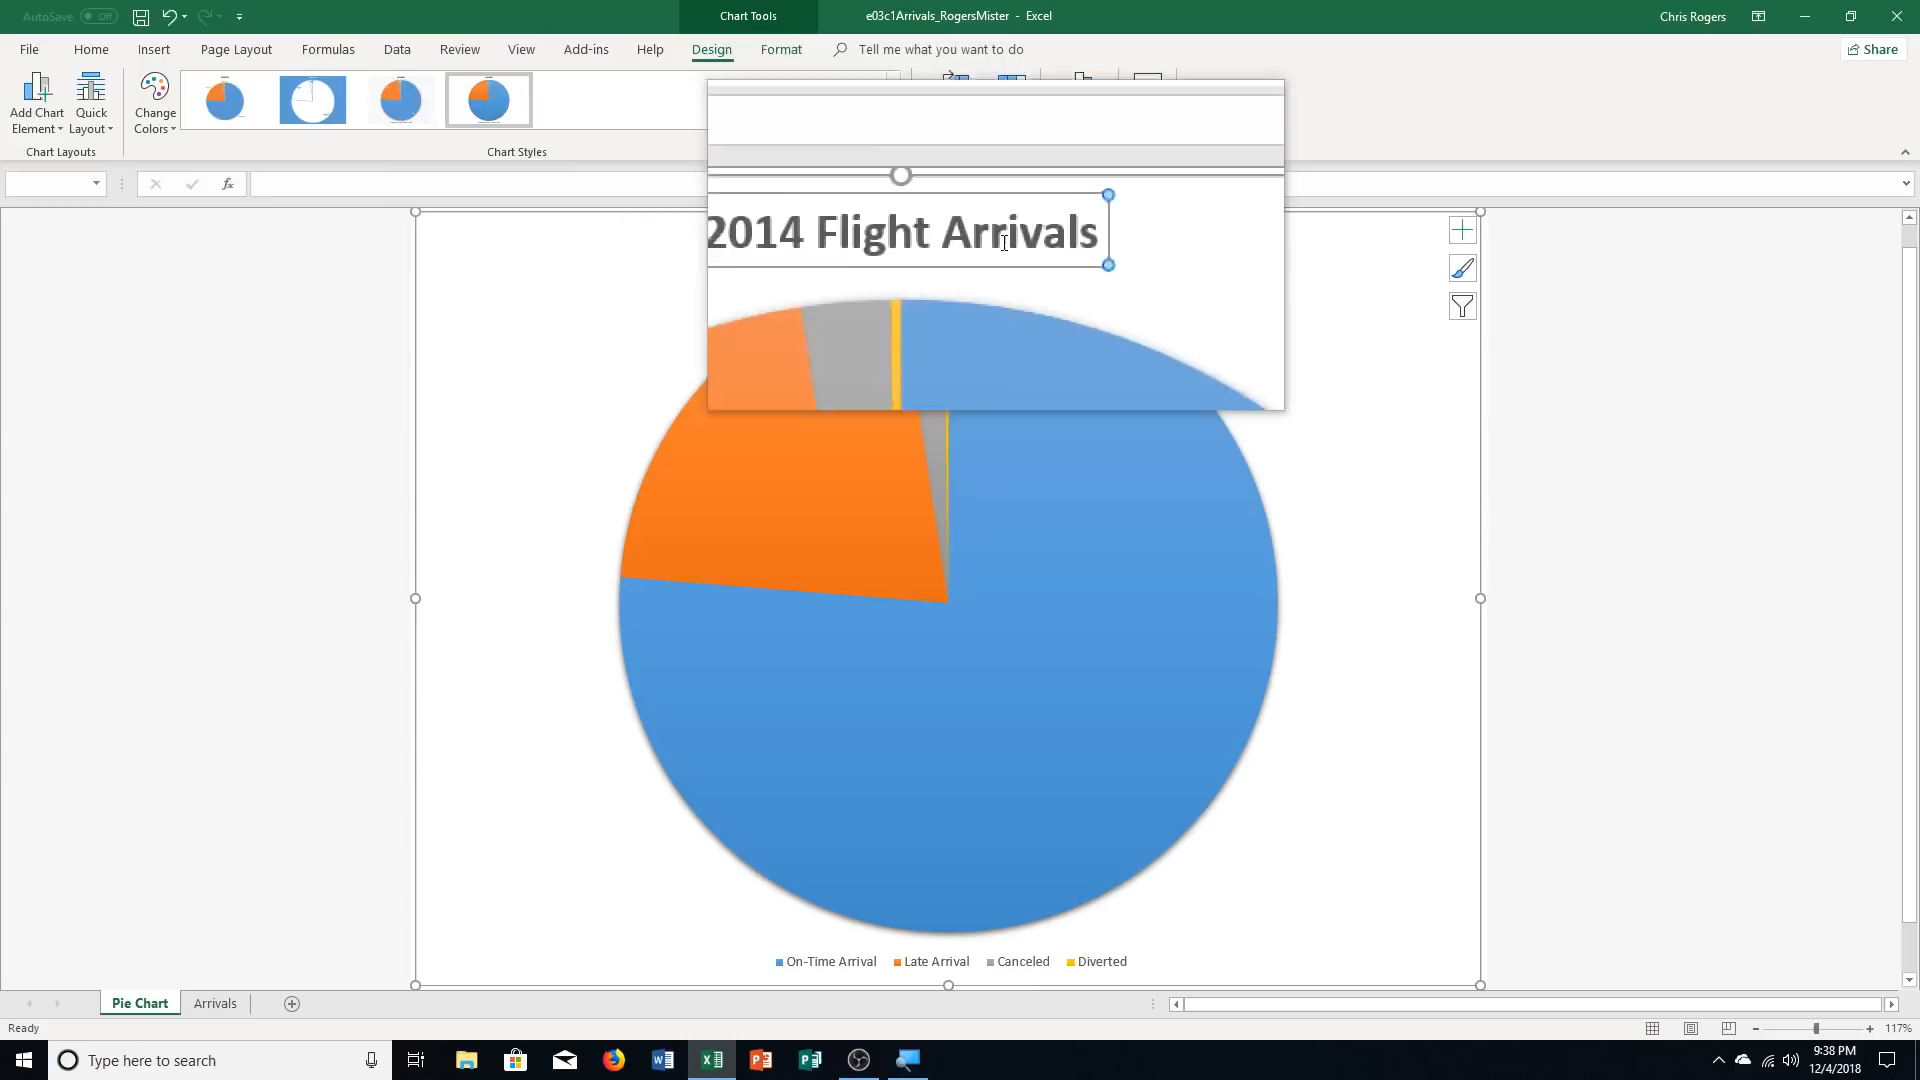 AutoSave Off
Chart Tools
e03c1Arrivals_RogersMister - Excel
Chris Rogers
File Home Insert Page Layout Formulas Data Review View Add-ins Help Design Format Tell me what you want to do Share
Add Chart Element
Quick Layout
Change Colors
Chart Layouts
Chart Styles
fx
2014 Flight Arrivals
On-Time Arrival Late Arrival Canceled Diverted
Pie Chart Arrivals
Ready
117%
Type here to search
9:38 PM
12/4/2018